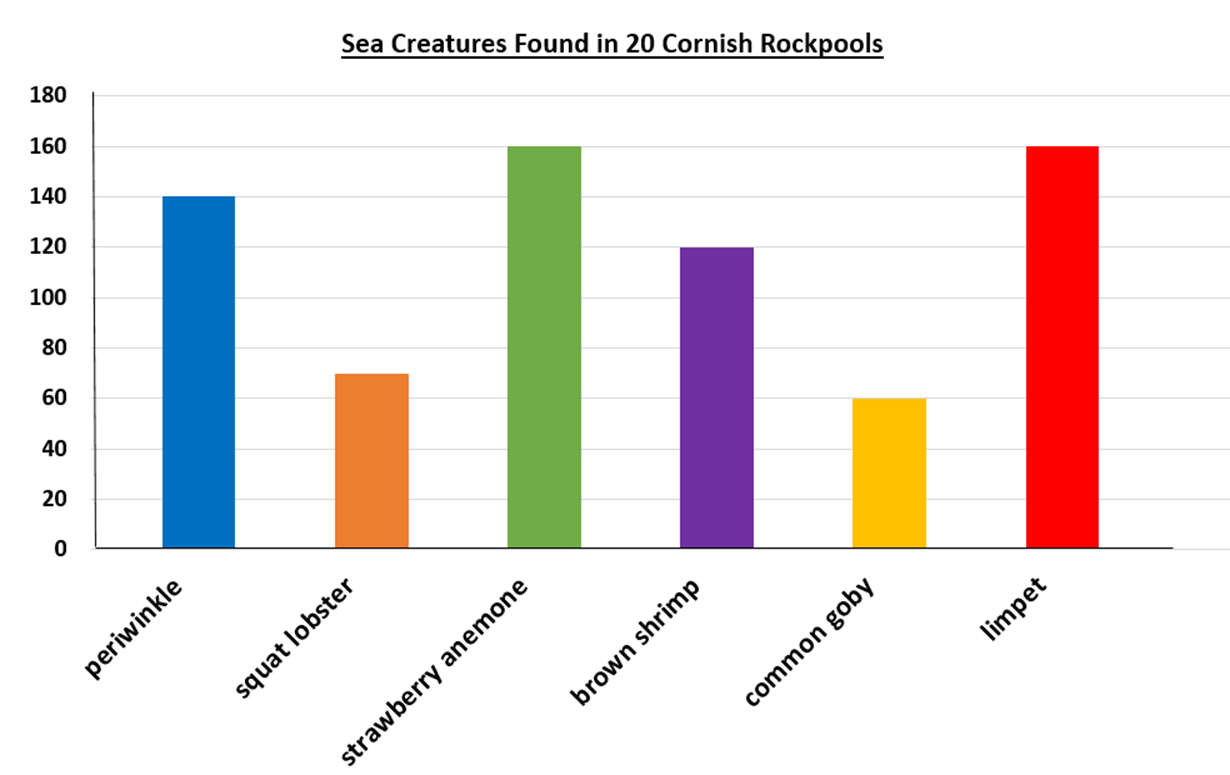 Sea Creatures Found in 20 Cornish Rockpools
180
160
140
120
100
80
60
40
20
0
periwinkle
squat lobster
strawberry anemone
brown shrimp
common goby
limpet